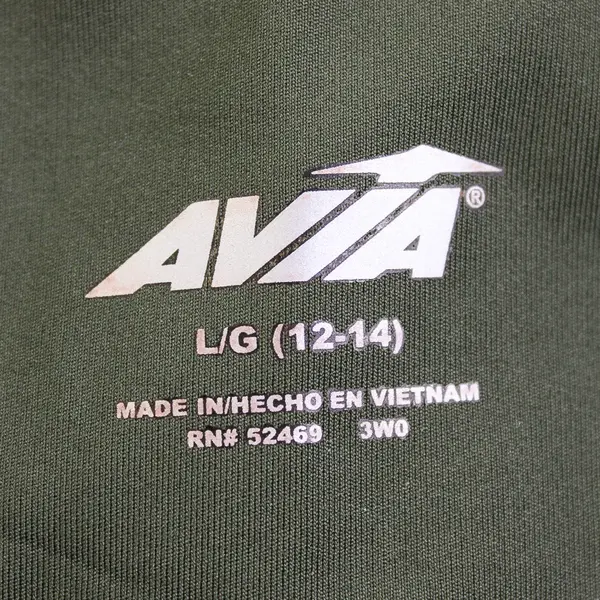 AVIA®
L/G (12-14)
MADE IN/HECHO EN VIETNAM
RN# 52469 3W0